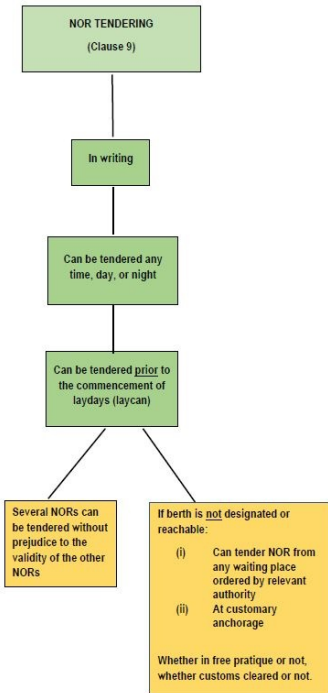 NOR TENDERING
(Clause 9)
In writing
Can be tendered any
time, day, or night
Can be tendered prior to
the commencement of
laydays (laycan)
Several NORs can
be tendered without
prejudice to the
validity of the other
NORs
If berth is not designated or
reachable:
(i) Can tender NOR from
any waiting place
ordered by relevant
authority
(ii) At customary
anchorage
Whether in free pratique or not,
whether customs cleared or not.